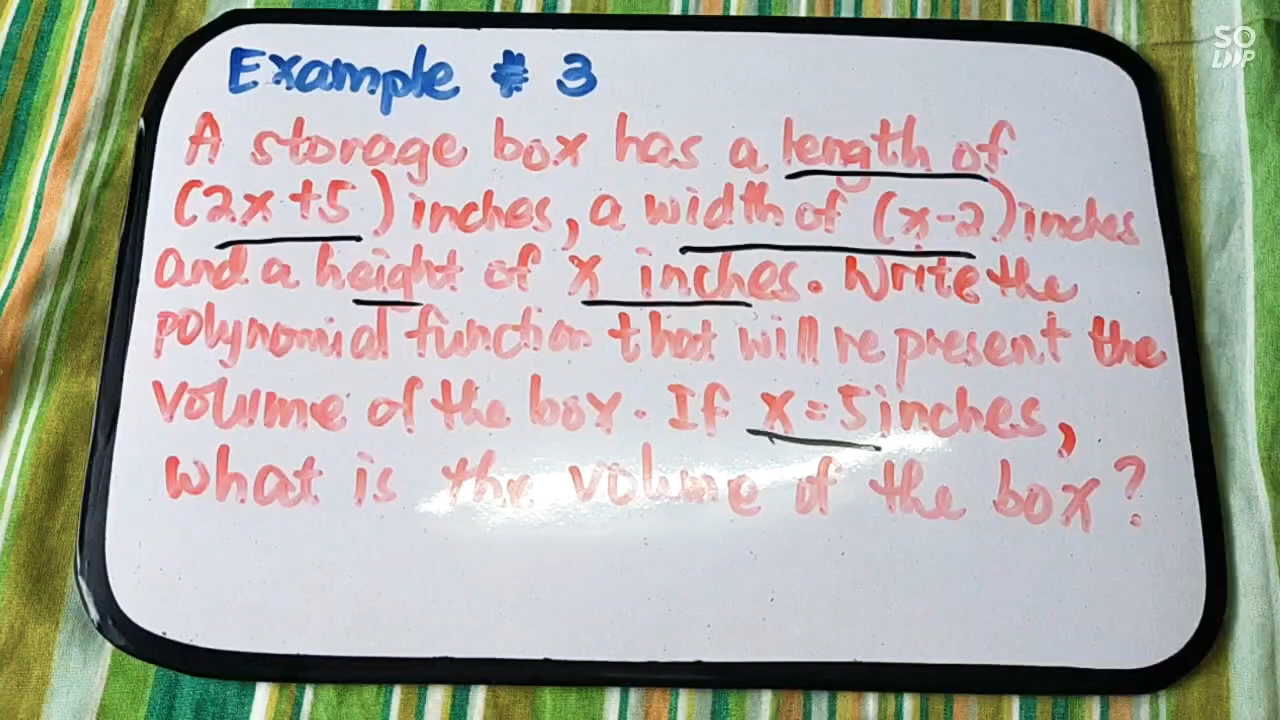 SO
LOOP
Example # 3
A storage box has a length of
(2x+5) inches, a width of (x-2) inches
and a height of x inches. Write the
polynomial function that will represent the
volume of the box. If x=5 inches,
what is the volume of the box?